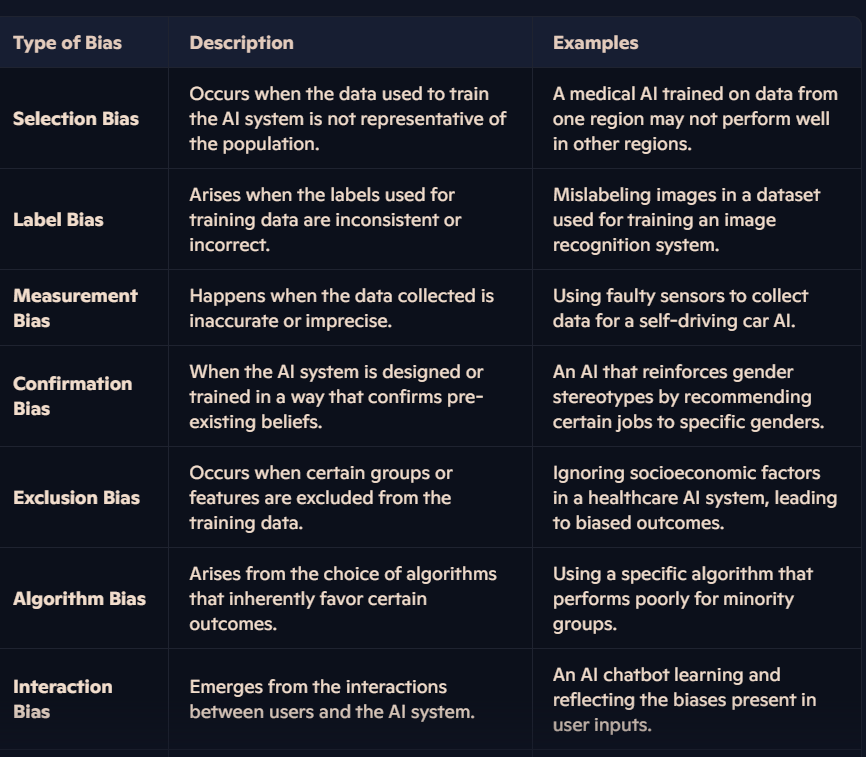 Type of Bias Description Examples
Selection Bias
Occurs when the data used to train
the AI system is not representative of
the population.
A medical AI trained on data from
one region may not perform well
in other regions.
Label Bias
Arises when the labels used for
training data are inconsistent or
incorrect.
Mislabeling images in a dataset
used for training an image
recognition system.
Measurement
Bias
Happens when the data collected is
inaccurate or imprecise.
Using faulty sensors to collect
data for a self-driving car AI.
Confirmation
Bias
When the AI system is designed or
trained in a way that confirms pre-
existing beliefs.
An AI that reinforces gender
stereotypes by recommending
certain jobs to specific genders.
Exclusion Bias
Occurs when certain groups or
features are excluded from the
training data.
Ignoring socioeconomic factors
in a healthcare AI system, leading
to biased outcomes.
Algorithm Bias
Arises from the choice of algorithms
that inherently favor certain
outcomes.
Using a specific algorithm that
performs poorly for minority
groups.
Interaction
Bias
Emerges from the interactions
between users and the AI system.
An AI chatbot learning and
reflecting the biases present in
user inputs.